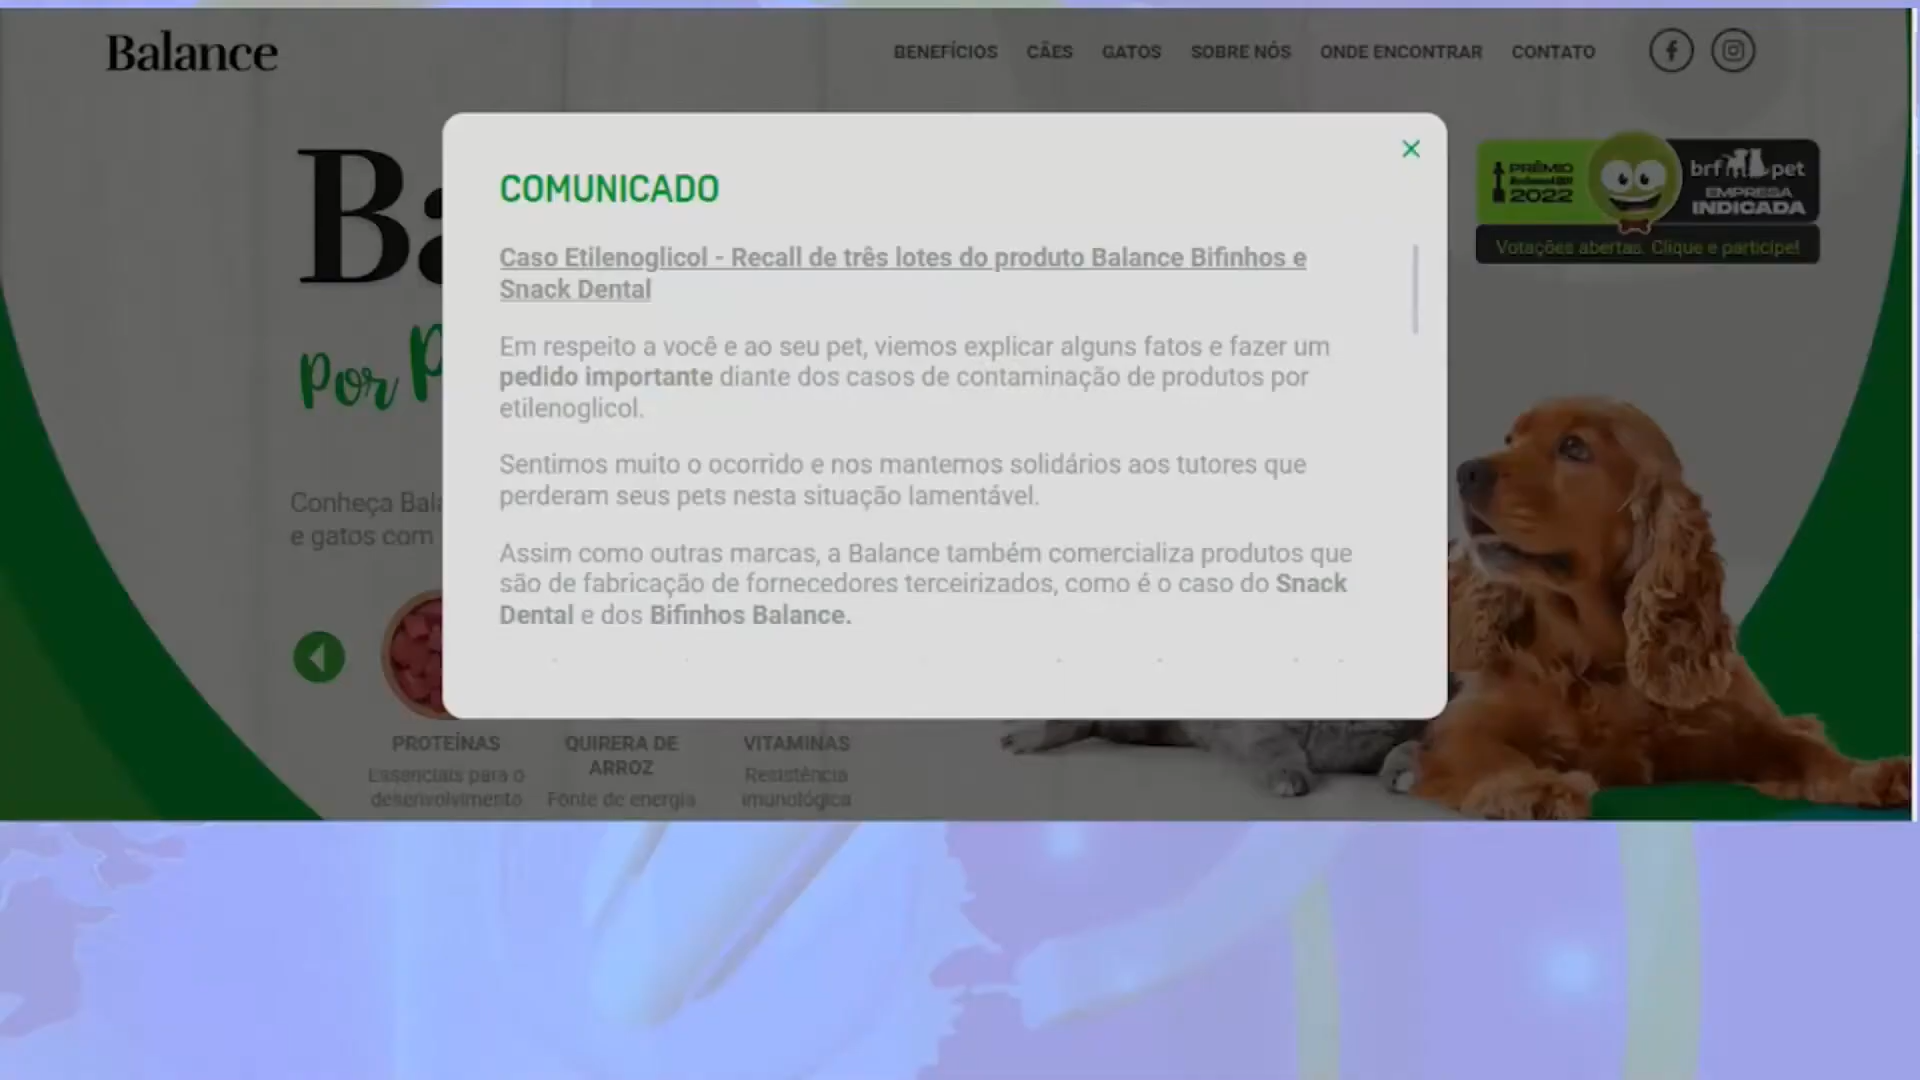 Balance
BENEFÍCIOS CÃES GATOS SOBRE NÓS ONDE ENCONTRAR CONTATO
PRÊMIO
2022
brf pet
EMPRESA
INDICADA
Votações abertas. Clique e participe!
COMUNICADO
Caso Etilenoglicol - Recall de três lotes do produto Balance Bifinhos e
Snack Dental
Em respeito a você e ao seu pet, viemos explicar alguns fatos e fazer um
pedido importante diante dos casos de contaminação de produtos por
etilenoglicol.
Sentimos muito o ocorrido e nos mantemos solidários aos tutores que
perderam seus pets nesta situação lamentável.
Assim como outras marcas, a Balance também comercializa produtos que
são de fabricação de fornecedores terceirizados, como é o caso do Snack
Dental e dos Bifinhos Balance.
Ba
Por P
Conheça Bal
e gatos com
PROTEÍNAS
Essenciais para o
desenvolvimento
QUIRERA DE
ARROZ
Fonte de energia
VITAMINAS
Resistência
imunológica